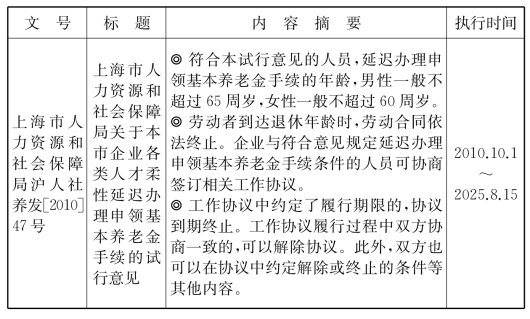 文 号
标 题
内 容 摘 要
执行时间
上海市人
力资源和
社会保障
局沪人社
养发[2010]
47号
上海市人
力资源和
社会保障
局关于本
市企业各
类人才柔
性延迟办
理申领基
本养老金
手续的试
行意见
◎ 符合本试行意见的人员,延迟办理申
领基本养老金手续的年龄,男性一般不
超过 65 周岁,女性一般不超过 60 周岁。
◎ 劳动者到达退休年龄时,劳动合同依
法终止。企业与符合意见规定延迟办理
申领基本养老金手续条件的人员可协商
签订相关工作协议。
◎ 工作协议中约定了履行期限的,协议
到期终止。工作协议履行过程中双方协
商一致的,可以解除协议。此外,双方也
可以在协议中约定解除或终止的条件等
其他内容。
2010.10.1
～
2025.8.15